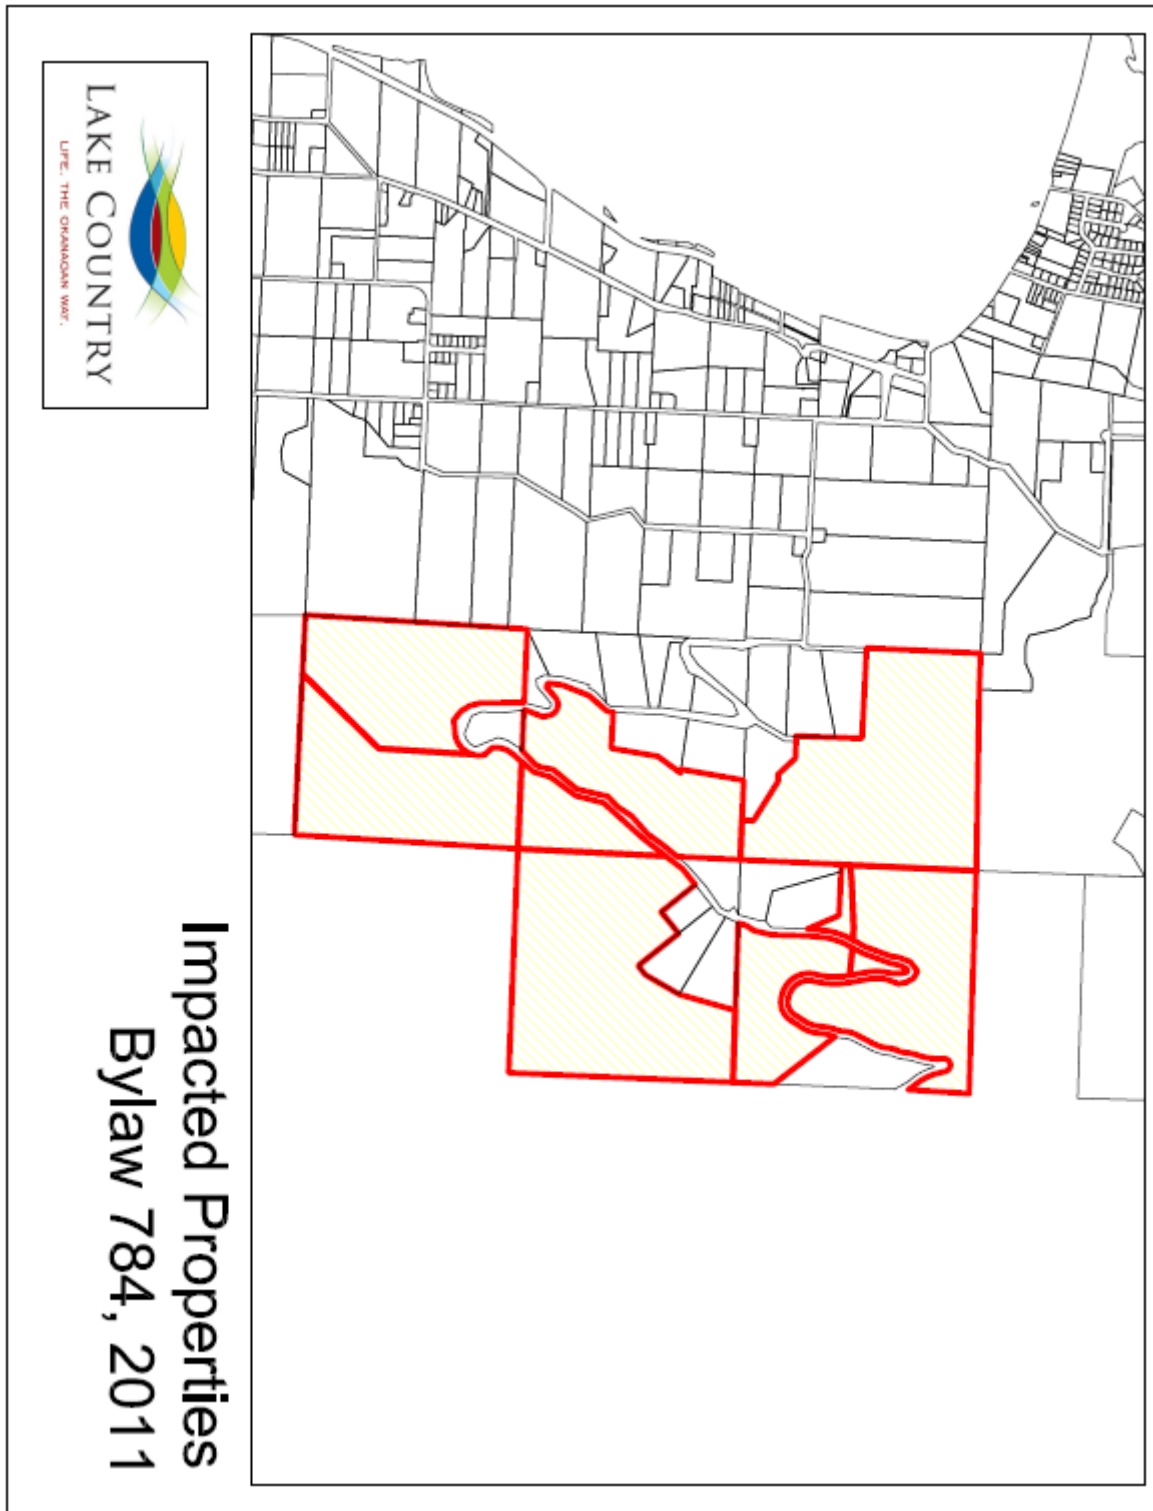 LAKE COUNTRY
LIFE. THE OKANAGAN WAY.
Impacted Properties
Bylaw 784, 2011